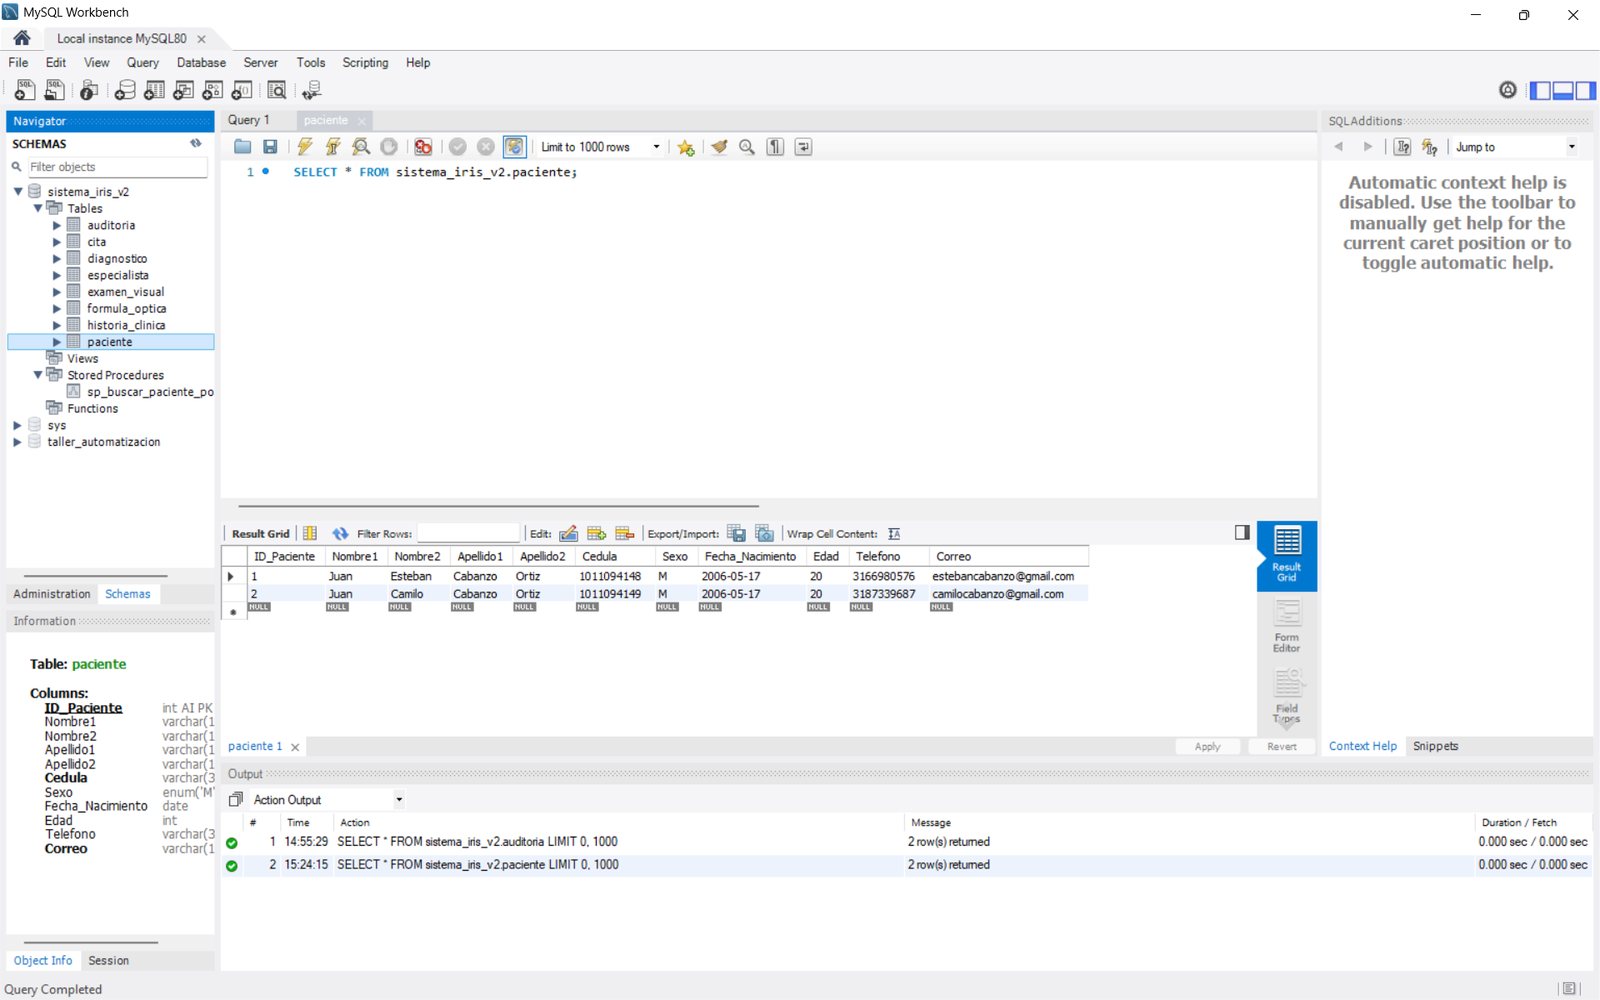 MySQL Workbench
Local instance MySQL80
File Edit View Query Database Server Tools Scripting Help
Navigator
SCHEMAS
Filter objects
sistema_iris_v2
Tables
auditoria
cita
diagnostico
especialista
examen_visual
formula_optica
historia_clinica
paciente
Views
Stored Procedures
sp_buscar_paciente_po
Functions
sys
taller_automatizacion
Administration Schemas
Information
Table: paciente
Columns:
ID_Paciente int AI PK
Nombre1 varchar(1
Nombre2 varchar(1
Apellido1 varchar(1
Apellido2 varchar(1
Cedula varchar(3
Sexo enum('M'
Fecha_Nacimiento date
Edad int
Telefono varchar(3
Correo varchar(1
Object Info Session
Query 1 paciente
Limit to 1000 rows
1 SELECT * FROM sistema_iris_v2.paciente;
Result Grid Filter Rows: Edit: Export/Import: Wrap Cell Content:
ID_Paciente Nombre1 Nombre2 Apellido1 Apellido2 Cedula Sexo Fecha_Nacimiento Edad Telefono Correo
1 Juan Esteban Cabanzo Ortiz 1011094148 M 2006-05-17 20 3166980576 estebancabanzo@gmail.com
2 Juan Camilo Cabanzo Ortiz 1011094149 M 2006-05-17 20 3187339687 camilocabanzo@gmail.com
NULL NULL NULL NULL NULL NULL NULL NULL NULL NULL NULL
Result
Grid
Form
Editor
Field
Types
paciente 1 Apply Revert
SQLAdditions
Jump to
Automatic context help is
disabled. Use the toolbar to
manually get help for the
current caret position or to
toggle automatic help.
Context Help Snippets
Output
Action Output
# Time Action Message Duration / Fetch
1 14:55:29 SELECT * FROM sistema_iris_v2.auditoria LIMIT 0, 1000 2 row(s) returned 0.000 sec / 0.000 sec
2 15:24:15 SELECT * FROM sistema_iris_v2.paciente LIMIT 0, 1000 2 row(s) returned 0.000 sec / 0.000 sec
Query Completed